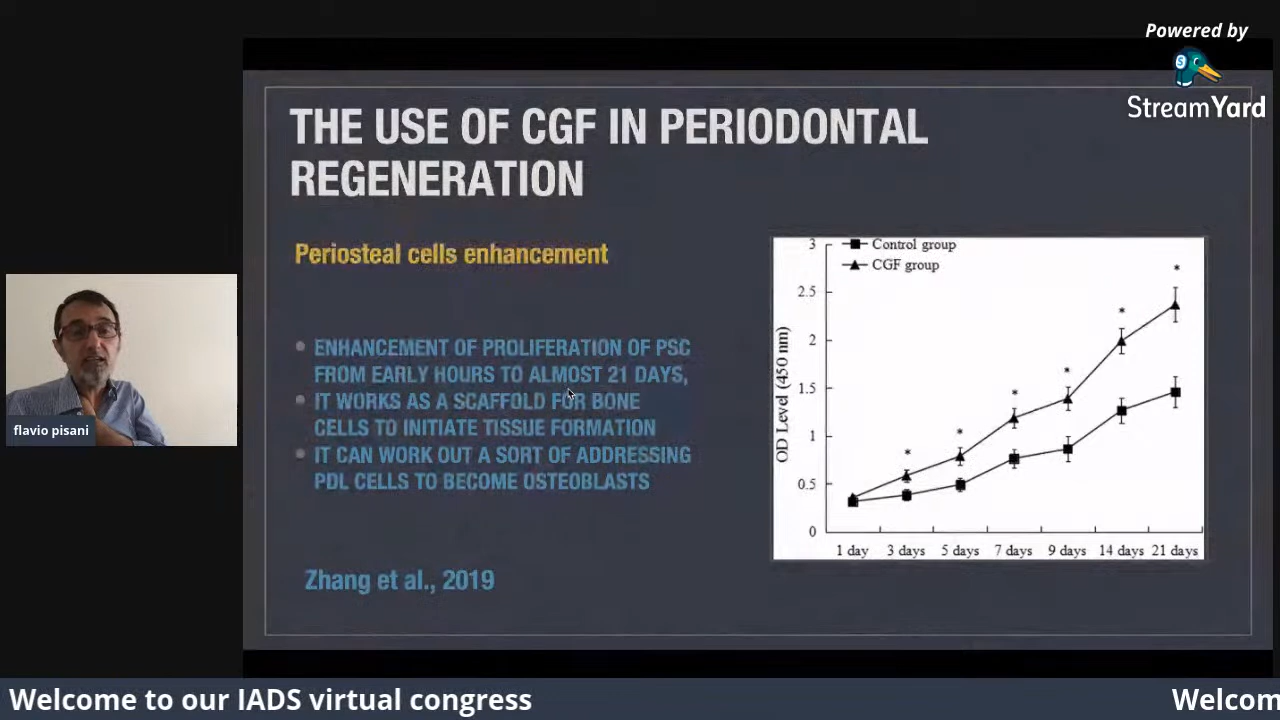 Powered by
StreamYard
THE USE OF CGF IN PERIODONTAL
REGENERATION
Periosteal cells enhancement
ENHANCEMENT OF PROLIFERATION OF PSC
FROM EARLY HOURS TO ALMOST 21 DAYS,
IT WORKS AS A SCAFFOLD FOR BONE
CELLS TO INITIATE TISSUE FORMATION
IT CAN WORK OUT A SORT OF ADDRESSING
PDL CELLS TO BECOME OSTEOBLASTS
Zhang et al., 2019
Control group
CGF group
OD Level (450 nm)
3
2.5
2
1.5
1
0.5
0
1 day 3 days 5 days 7 days 9 days 14 days 21 days
* * * * * *
flavio pisani
Welcome to our IADS virtual congress
Welcom